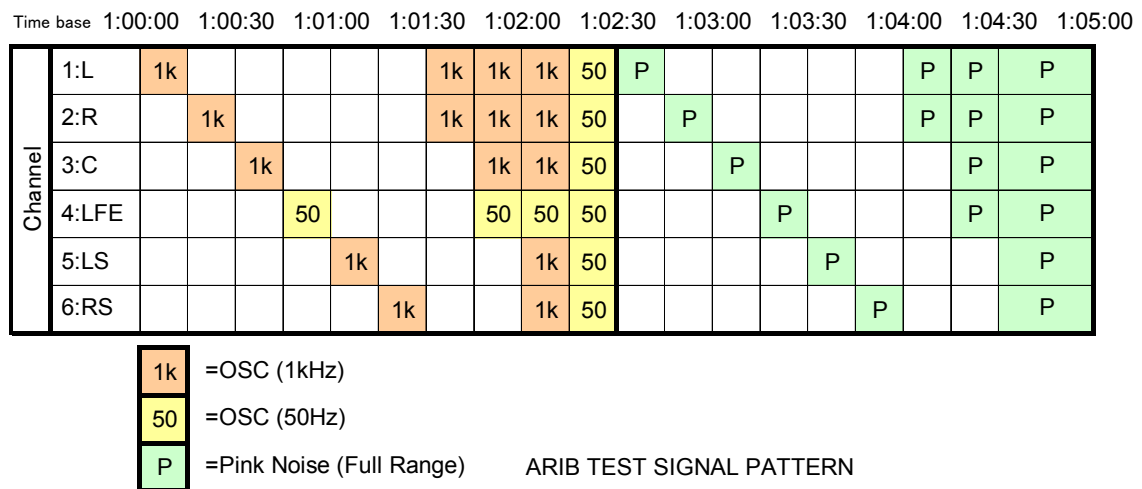 Time base 1:00:00 1:00:30 1:01:00 1:01:30 1:02:00 1:02:30 1:03:00 1:03:30 1:04:00 1:04:30 1:05:00
Channel
1:L 1k 1k 1k 1k 50 P P P P
2:R 1k 1k 1k 1k 50 P P P P
3:C 1k 1k 1k 50 P P P
4:LFE 50 50 50 50 P P P
5:LS 1k 1k 50 P P
6:RS 1k 1k 50 P P
1k =OSC (1kHz)
50 =OSC (50Hz)
P =Pink Noise (Full Range) ARIB TEST SIGNAL PATTERN